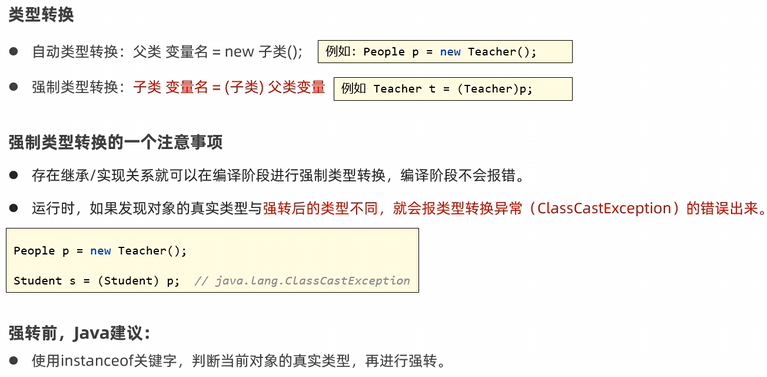 类型转换
● 自动类型转换：父类 变量名 = new 子类(); 例如：People p = new Teacher();
● 强制类型转换：子类 变量名 = (子类) 父类变量 例如 Teacher t = (Teacher)p;
强制类型转换的一个注意事项
● 存在继承/实现关系就可以在编译阶段进行强制类型转换，编译阶段不会报错。
● 运行时，如果发现对象的真实类型与强转后的类型不同，就会报类型转换异常（ClassCastException）的错误出来。
People p = new Teacher();
Student s = (Student) p; // java.lang.ClassCastException
强转前，Java建议：
● 使用instanceof关键字，判断当前对象的真实类型，再进行强转。